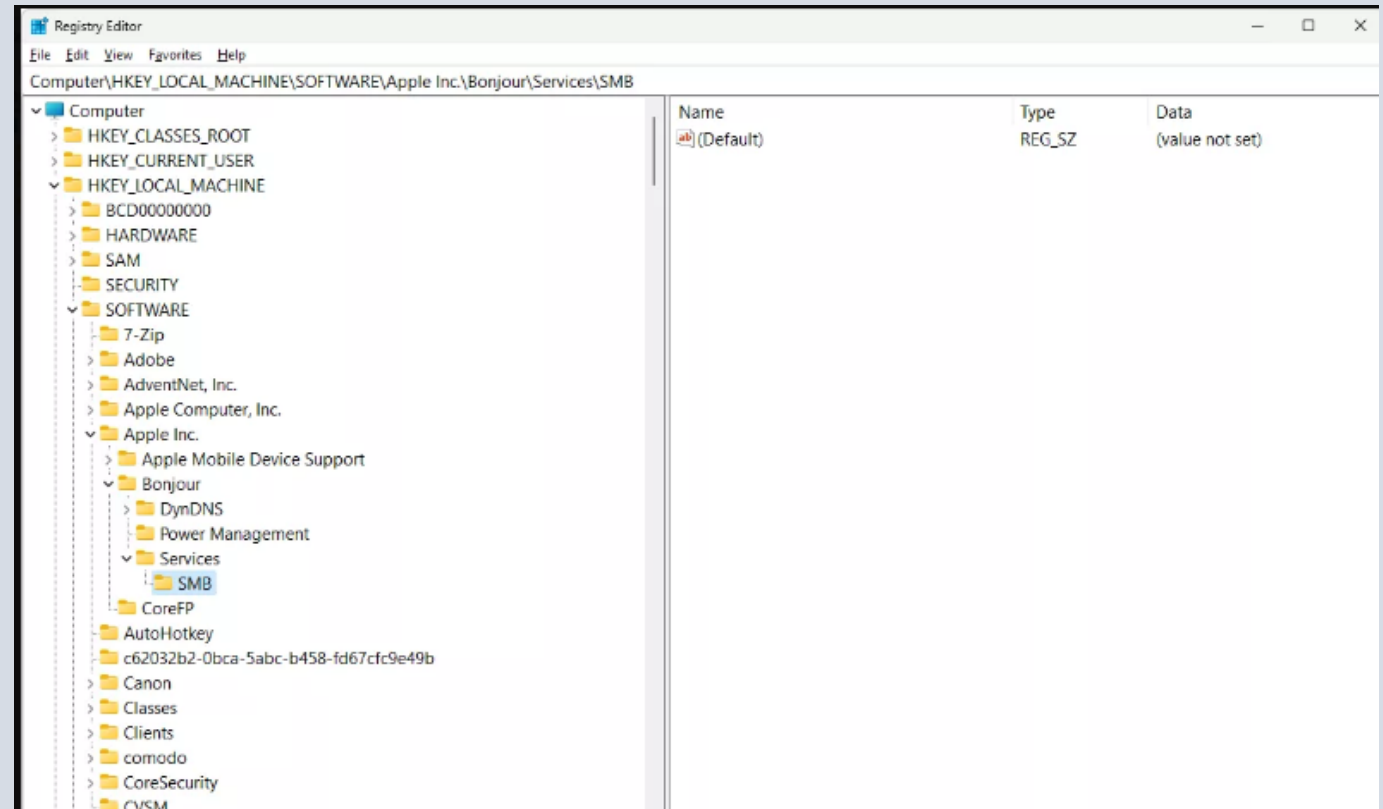 Registry Editor
File Edit View Favorites Help
Computer\HKEY_LOCAL_MACHINE\SOFTWARE\Apple Inc.\Bonjour\Services\SMB
Computer
HKEY_CLASSES_ROOT
HKEY_CURRENT_USER
HKEY_LOCAL_MACHINE
BCD00000000
HARDWARE
SAM
SECURITY
SOFTWARE
7-Zip
Adobe
AdventNet, Inc.
Apple Computer, Inc.
Apple Inc.
Apple Mobile Device Support
Bonjour
DynDNS
Power Management
Services
SMB
CoreFP
AutoHotkey
c62032b2-0bca-5abc-b458-fd67cfc9e49b
Canon
Classes
Clients
comodo
CoreSecurity
CVSM
Name Type Data
ab (Default) REG_SZ (value not set)